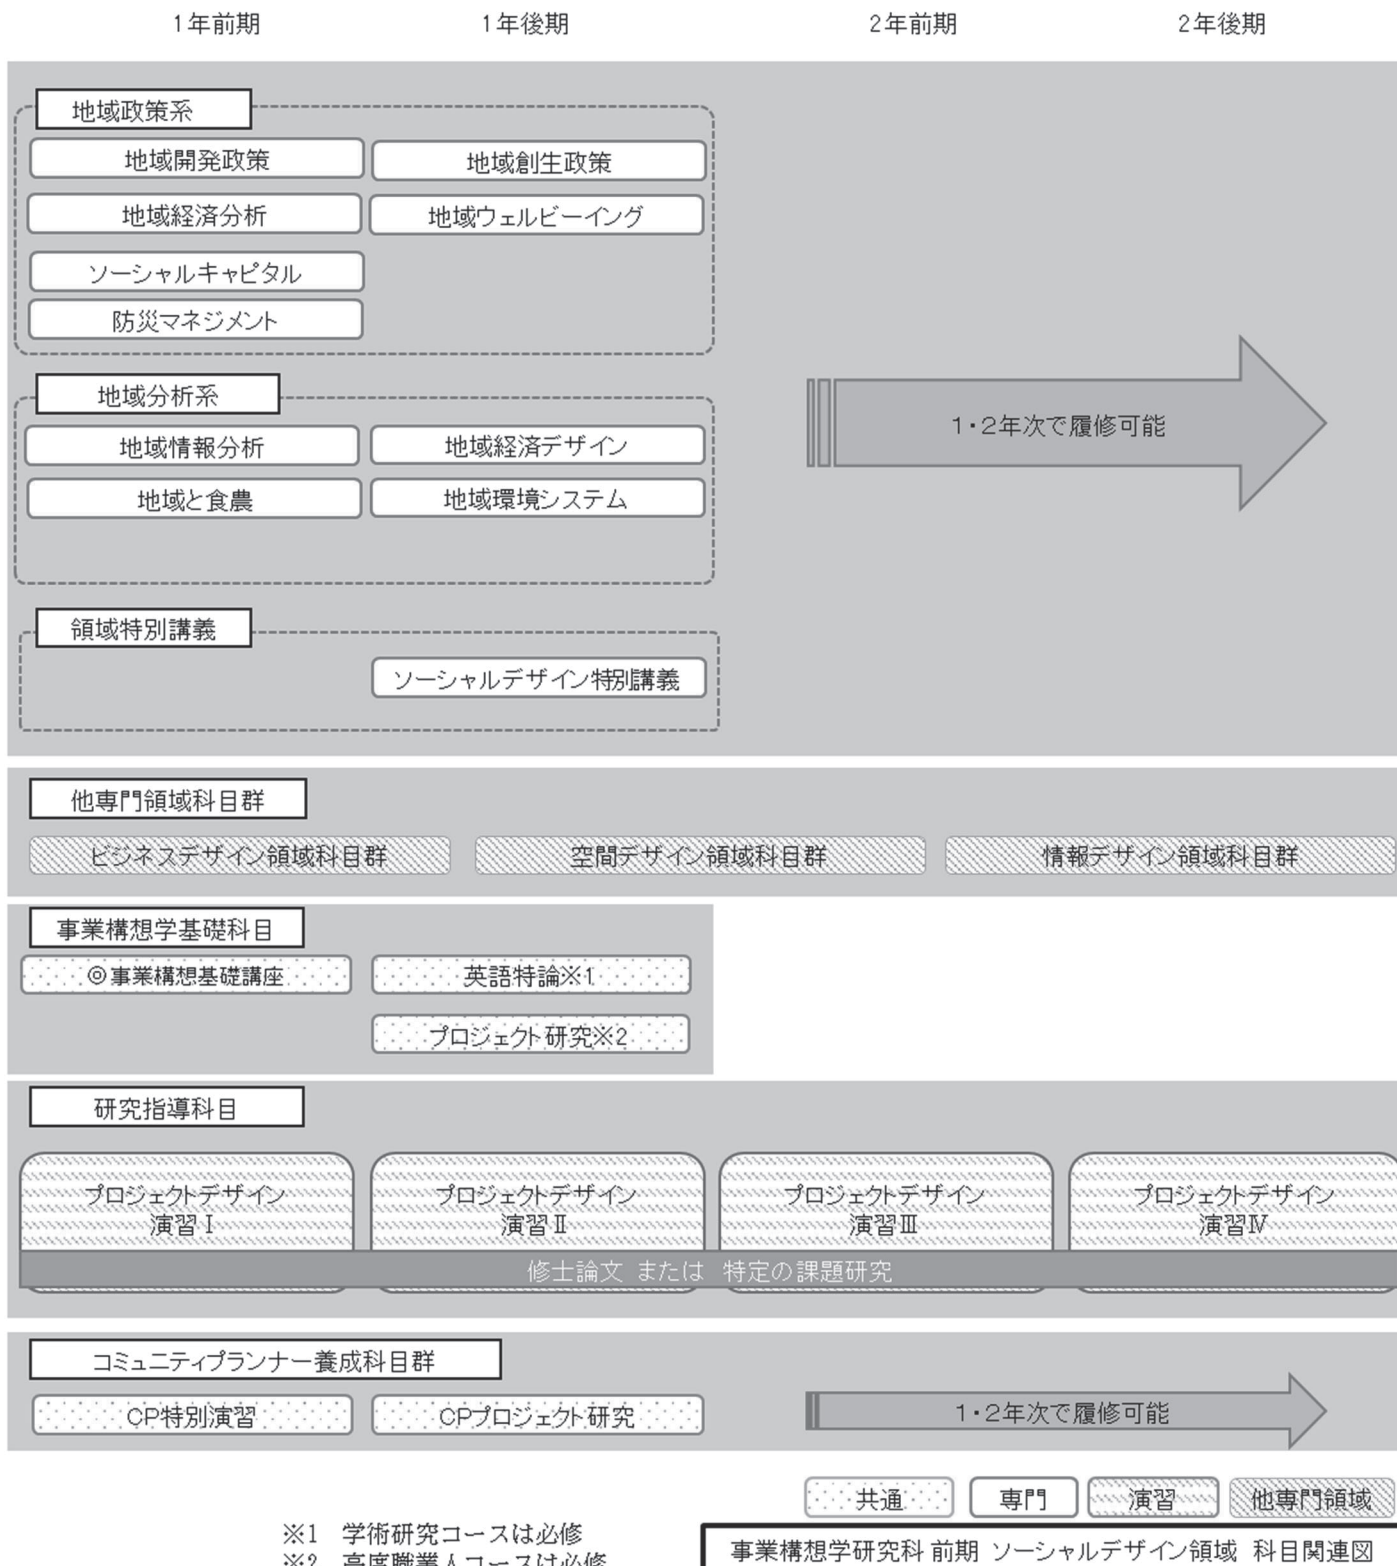 1年前期 1年後期 2年前期 2年後期
地域政策系
地域開発政策 地域創生政策
地域経済分析 地域ウェルビーイング
ソーシャルキャピタル
防災マネジメント
地域分析系
1・2年次で履修可能
地域情報分析 地域経済デザイン
地域と食農 地域環境システム
領域特別講義
ソーシャルデザイン特別講義
他専門領域科目群
ビジネスデザイン領域科目群 空間デザイン領域科目群 情報デザイン領域科目群
事業構想学基礎科目
◎事業構想基礎講座 英語特論※1
プロジェクト研究※2
研究指導科目
プロジェクトデザイン
演習Ⅰ
プロジェクトデザイン
演習Ⅱ
プロジェクトデザイン
演習Ⅲ
プロジェクトデザイン
演習Ⅳ
修士論文 または 特定の課題研究
コミュニティプランナー養成科目群
CP特別演習 CPプロジェクト研究 1・2年次で履修可能
共通 専門 演習 他専門領域
※1 学術研究コースは必修
※2 高度職業人コースは必修
事業構想学研究科 前期 ソーシャルデザイン領域 科目関連図